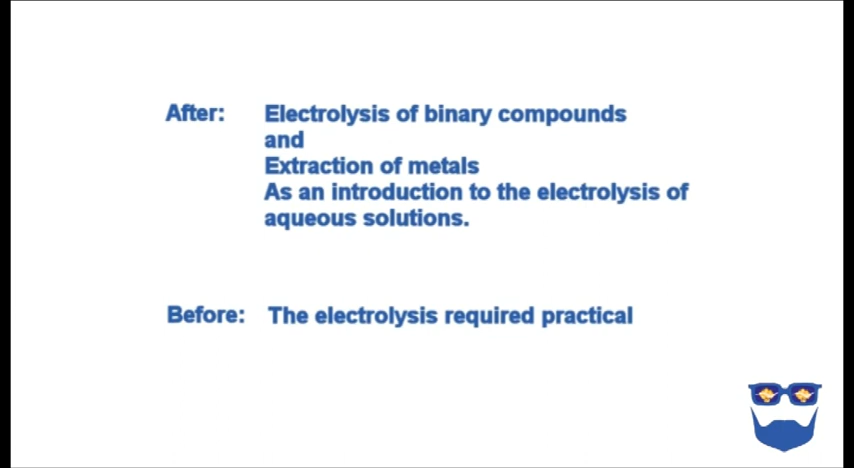 After: Electrolysis of binary compounds
and
Extraction of metals
As an introduction to the electrolysis of
aqueous solutions.
Before: The electrolysis required practical